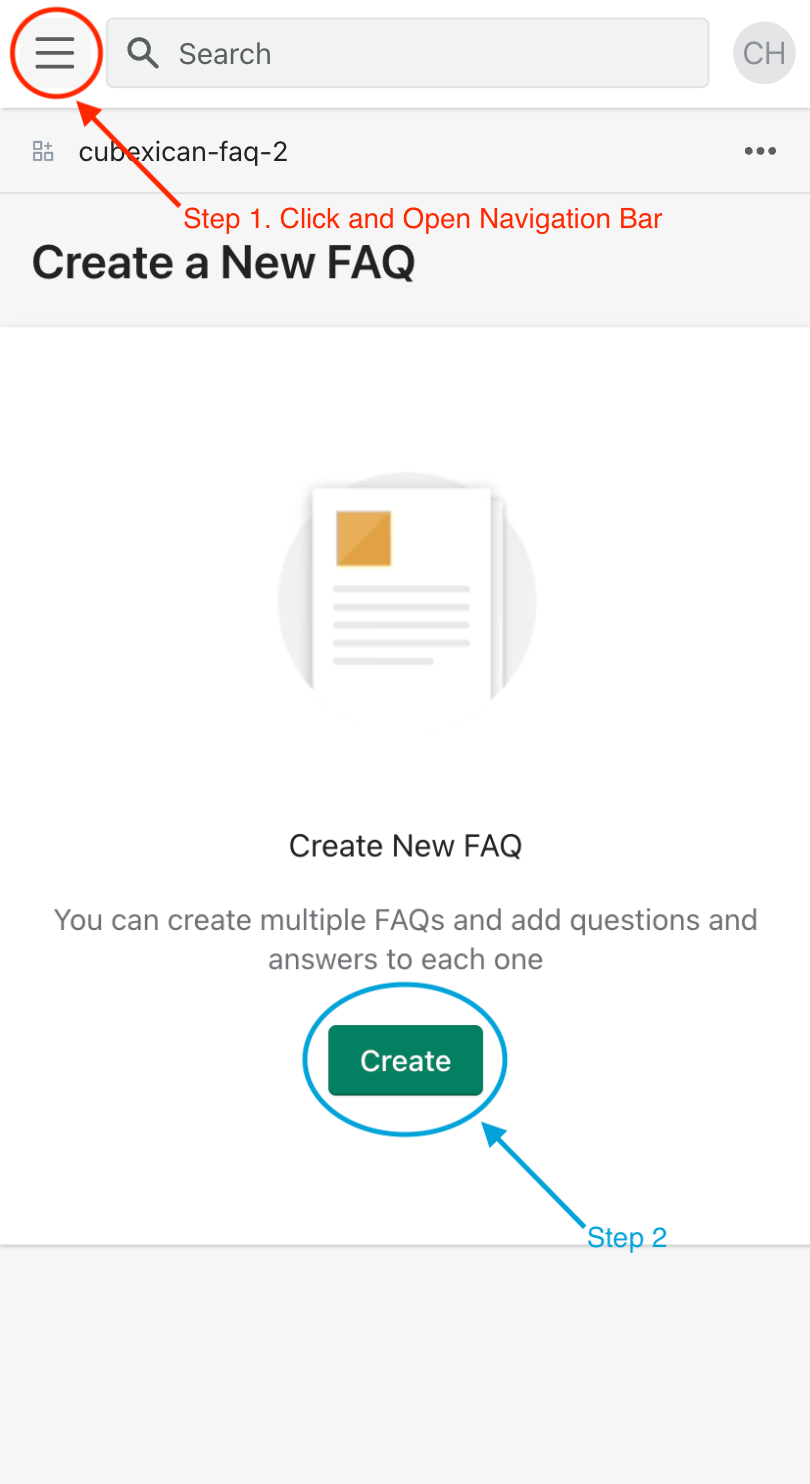 Search
CH
cubexican-faq-2
Step 1. Click and Open Navigation Bar
Create a New FAQ
Create New FAQ
You can create multiple FAQs and add questions and
answers to each one
Create
Step 2